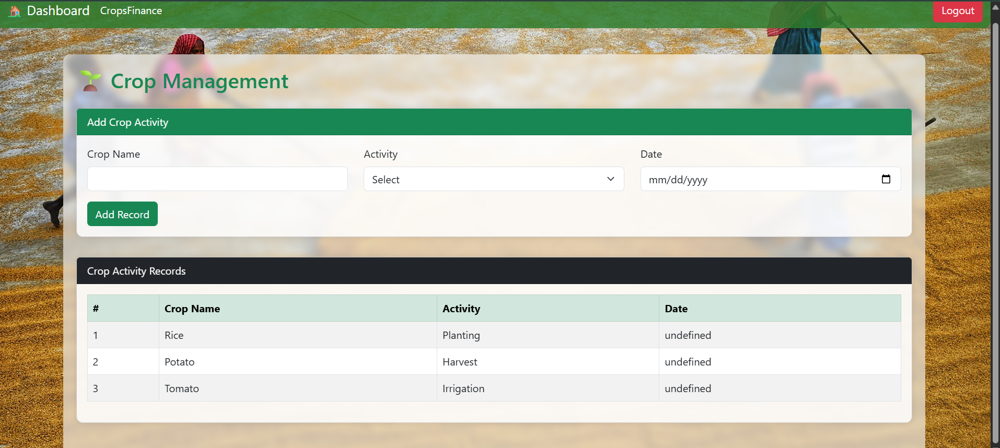 Dashboard CropsFinance Logout
Crop Management
Add Crop Activity
Crop Name Activity Date
Select mm/dd/yyyy
Add Record
Crop Activity Records
# Crop Name Activity Date
1 Rice Planting undefined
2 Potato Harvest undefined
3 Tomato Irrigation undefined